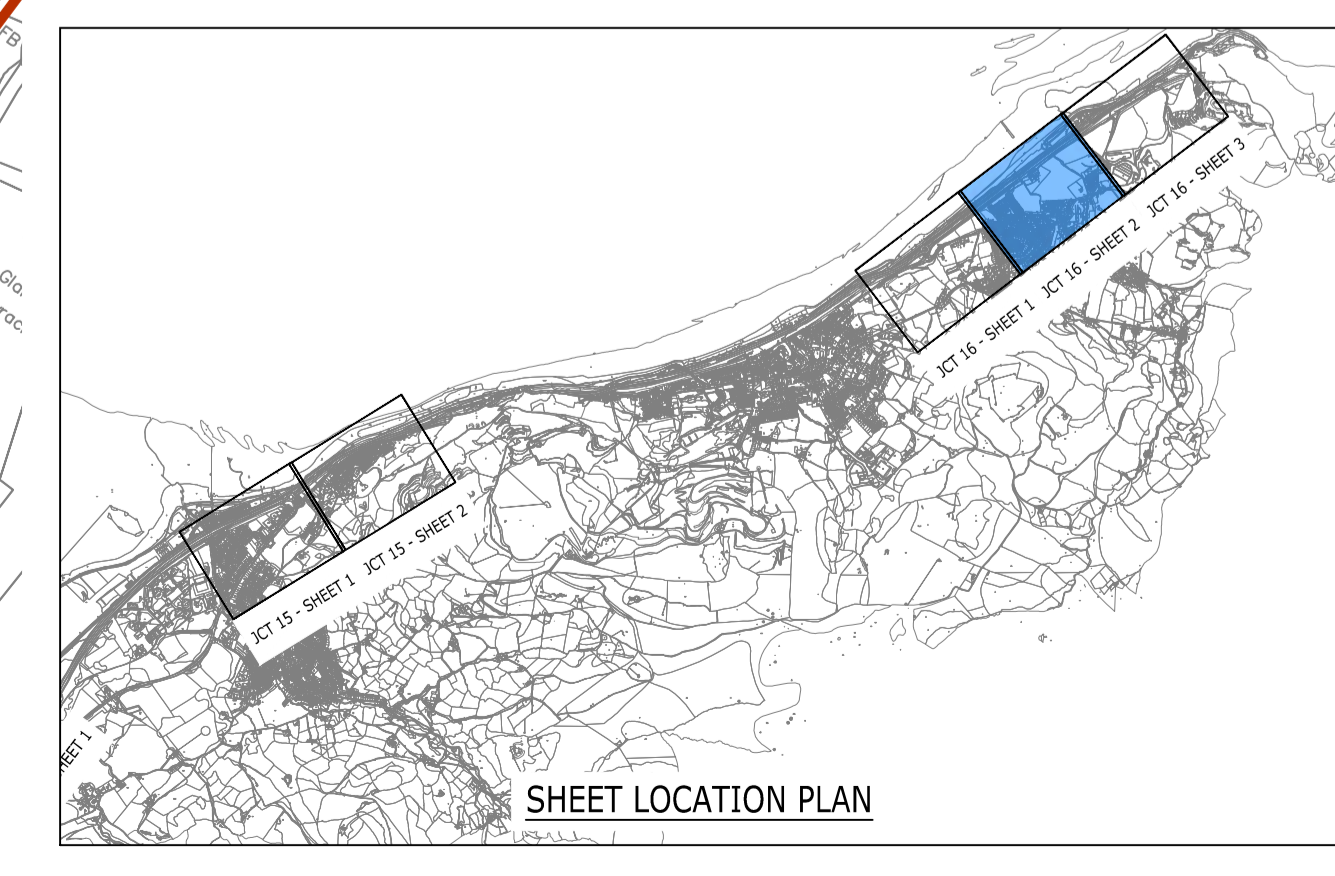 FB
JCT 16 - SHEET 3
JCT 16 - SHEET 2
JCT 16 - SHEET 1
JCT 15 - SHEET 2
JCT 15 - SHEET 1
SHEET LOCATION PLAN